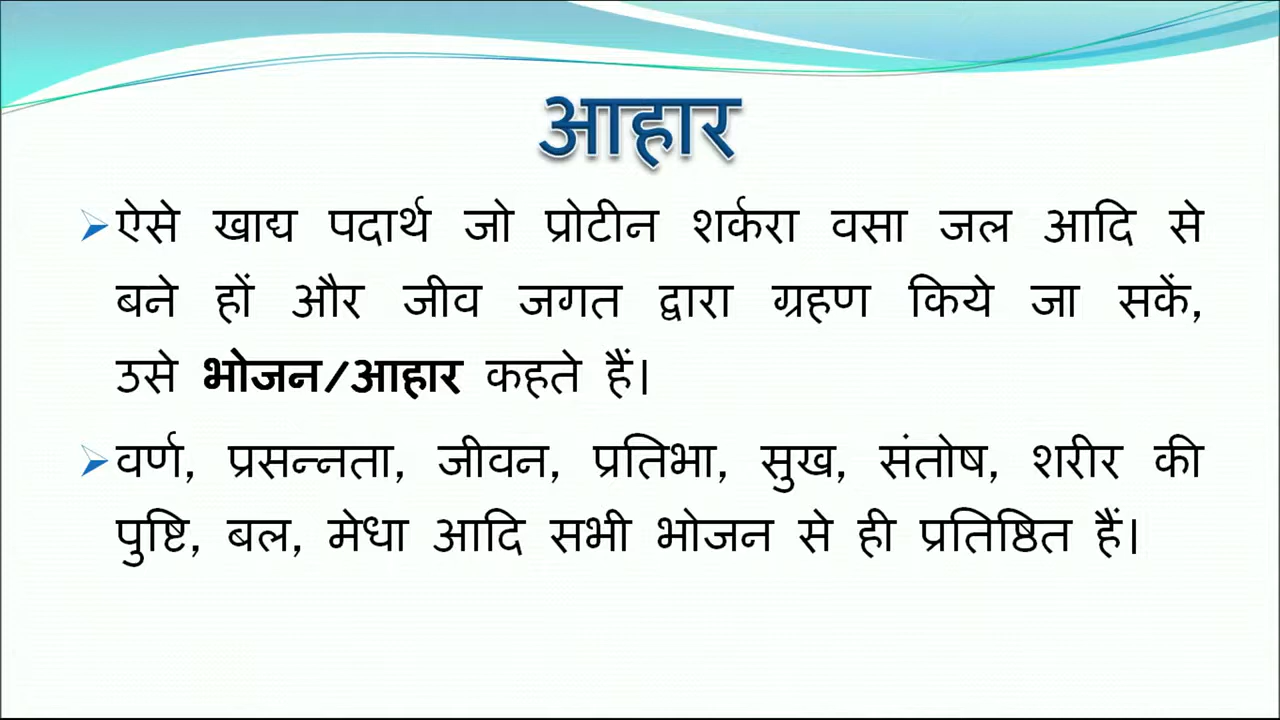 आहार
ऐसे खाद्य पदार्थ जो प्रोटीन शर्करा वसा जल आदि से
बने हों और जीव जगत द्वारा ग्रहण किये जा सकें,
उसे भोजन/आहार कहते हैं।
वर्ण, प्रसन्नता, जीवन, प्रतिभा, सुख, संतोष, शरीर की
पुष्टि, बल, मेधा आदि सभी भोजन से ही प्रतिष्ठित हैं।